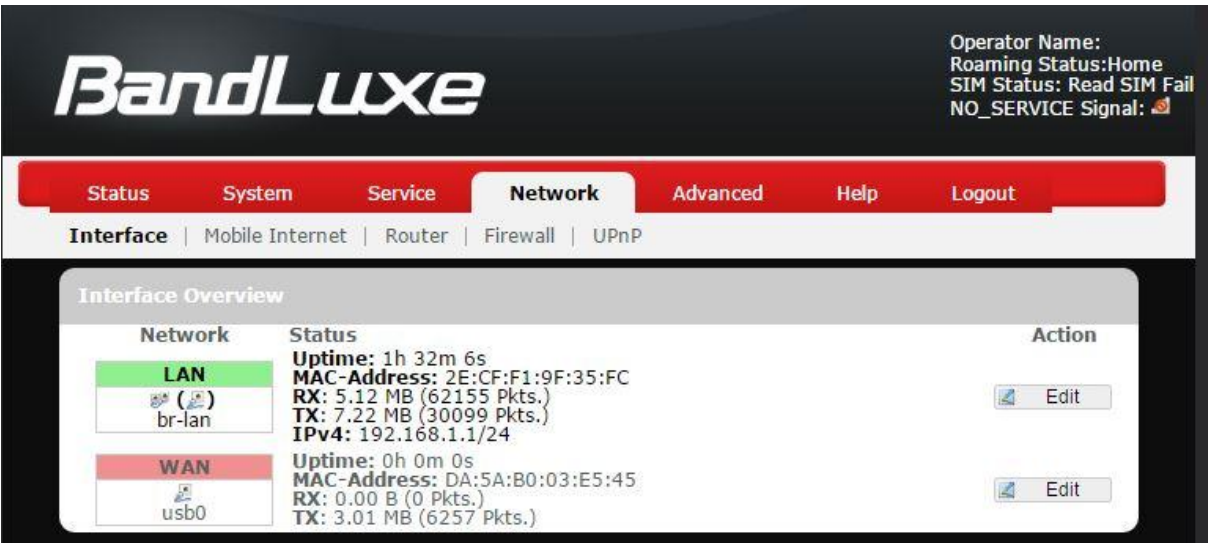 BandLuxe
Operator Name:
Roaming Status:Home
SIM Status: Read SIM Fail
NO_SERVICE Signal:
Status System Service Network Advanced Help Logout
Interface | Mobile Internet | Router | Firewall | UPnP
Interface Overview
Network Status Action
LAN
(  )
br-lan
Uptime: 1h 32m 6s
MAC-Address: 2E:CF:F1:9F:35:FC
RX: 5.12 MB (62155 Pkts.)
TX: 7.22 MB (30099 Pkts.)
IPv4: 192.168.1.1/24
Edit
WAN
usb0
Uptime: 0h 0m 0s
MAC-Address: DA:5A:B0:03:E5:45
RX: 0.00 B (0 Pkts.)
TX: 3.01 MB (6257 Pkts.)
Edit